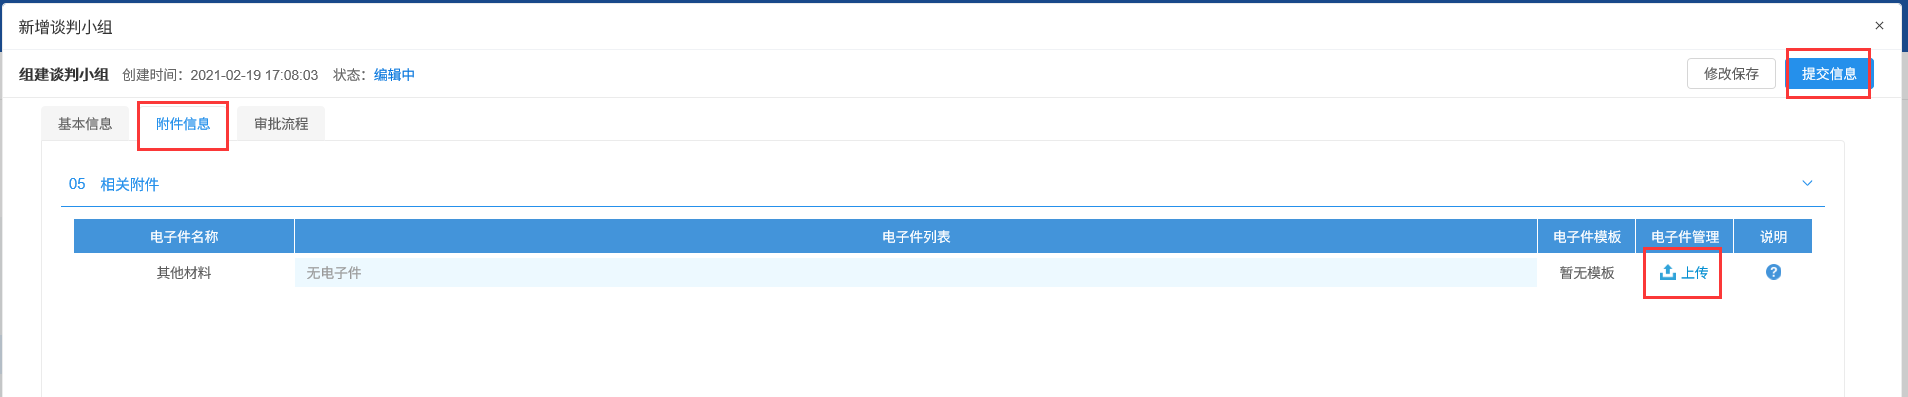 新增谈判小组 ×
组建谈判小组 创建时间：2021-02-19 17:08:03 状态：编辑中 修改保存 提交信息
基本信息 附件信息 审批流程
05 相关附件
电子件名称 电子件列表 电子件模板 电子件管理 说明
其他材料 无电子件 暂无模板 上传 ?